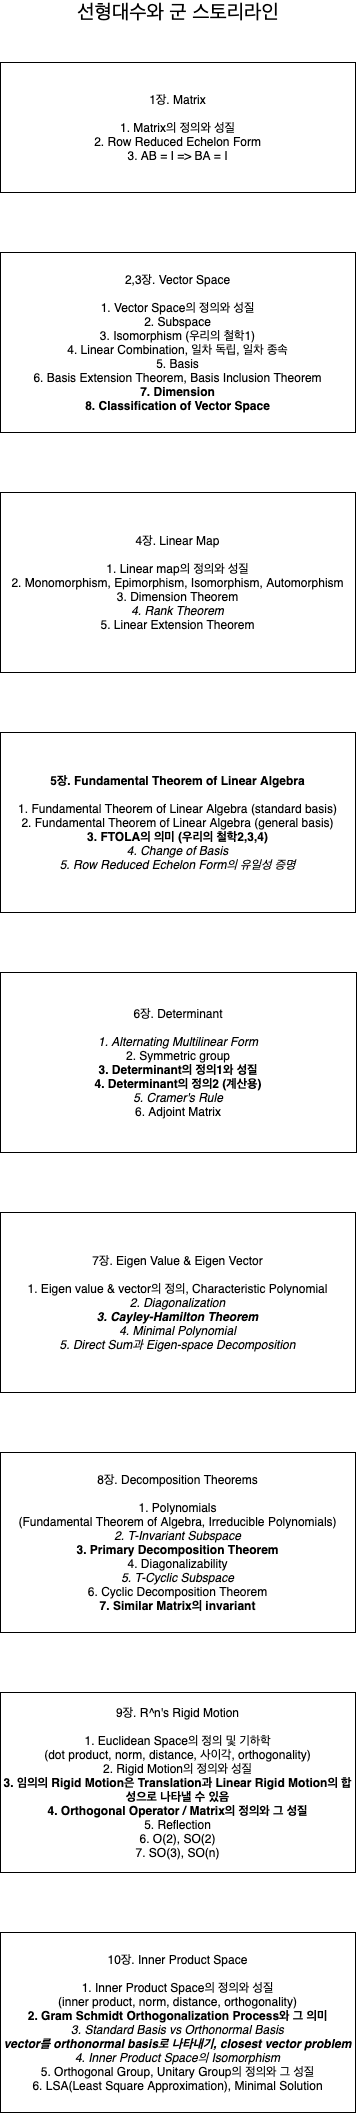 선형대수와 군 스토리라인
1장. Matrix
1. Matrix의 정의와 성질
2. Row Reduced Echelon Form
3. AB = I => BA = I
2,3장. Vector Space
1. Vector Space의 정의와 성질
2. Subspace
3. Isomorphism (우리의 철학1)
4. Linear Combination, 일차 독립, 일차 종속
5. Basis
6. Basis Extension Theorem, Basis Inclusion Theorem
7. Dimension
8. Classification of Vector Space
4장. Linear Map
1. Linear map의 정의와 성질
2. Monomorphism, Epimorphism, Isomorphism, Automorphism
3. Dimension Theorem
4. Rank Theorem
5. Linear Extension Theorem
5장. Fundamental Theorem of Linear Algebra
1. Fundamental Theorem of Linear Algebra (standard basis)
2. Fundamental Theorem of Linear Algebra (general basis)
3. FTOLA의 의미 (우리의 철학2,3,4)
4. Change of Basis
5. Row Reduced Echelon Form의 유일성 증명
6장. Determinant
1. Alternating Multilinear Form
2. Symmetric group
3. Determinant의 정의1와 성질
4. Determinant의 정의2 (계산용)
5. Cramer's Rule
6. Adjoint Matrix
7장. Eigen Value & Eigen Vector
1. Eigen value & vector의 정의, Characteristic Polynomial
2. Diagonalization
3. Cayley-Hamilton Theorem
4. Minimal Polynomial
5. Direct Sum과 Eigen-space Decomposition
8장. Decomposition Theorems
1. Polynomials
(Fundamental Theorem of Algebra, Irreducible Polynomials)
2. T-Invariant Subspace
3. Primary Decomposition Theorem
4. Diagonalizability
5. T-Cyclic Subspace
6. Cyclic Decomposition Theorem
7. Similar Matrix의 invariant
9장. R^n's Rigid Motion
1. Euclidean Space의 정의 및 기하학
(dot product, norm, distance, 사이각, orthogonality)
2. Rigid Motion의 정의와 성질
3. 임의의 Rigid Motion은 Translation과 Linear Rigid Motion의 합
성으로 나타낼 수 있음
4. Orthogonal Operator / Matrix의 정의와 그 성질
5. Reflection
6. O(2), SO(2)
7. SO(3), SO(n)
10장. Inner Product Space
1. Inner Product Space의 정의와 성질
(inner product, norm, distance, orthogonality)
2. Gram Schmidt Orthogonalization Process와 그 의미
3. Standard Basis vs Orthonormal Basis
vector를 orthonormal basis로 나타내기, closest vector problem
4. Inner Product Space의 Isomorphism
5. Orthogonal Group, Unitary Group의 정의와 그 성질
6. LSA(Least Square Approximation), Minimal Solution